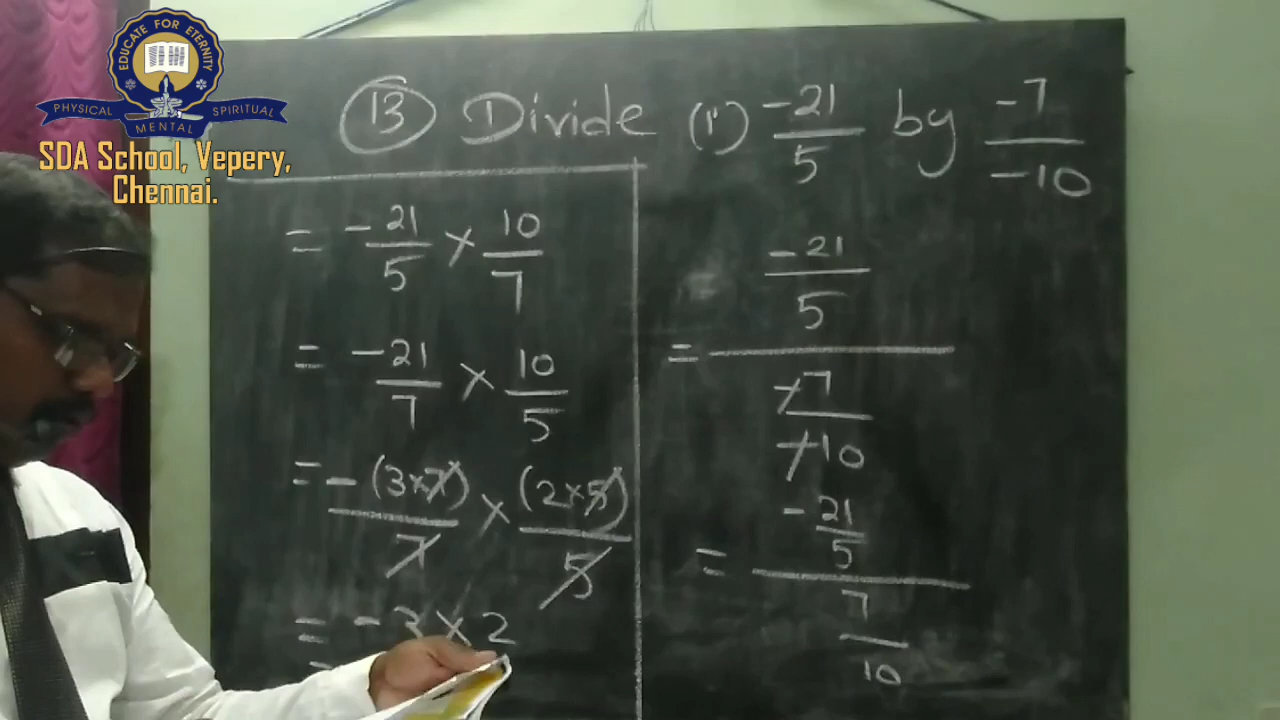 EDUCATE FOR ETERNITY
PHYSICAL MENTAL SPIRITUAL
SDA School, Vepery,
Chennai.
13 Divide (i) -21/5 by -7/-10
= (-21/5)/(-7/-10)
= (-21/5)/(7/10)
= -21/5 × 10/7
= -21/7 × 10/5
= -(3×7)/7 × (2×5)/5
= -3×2
=